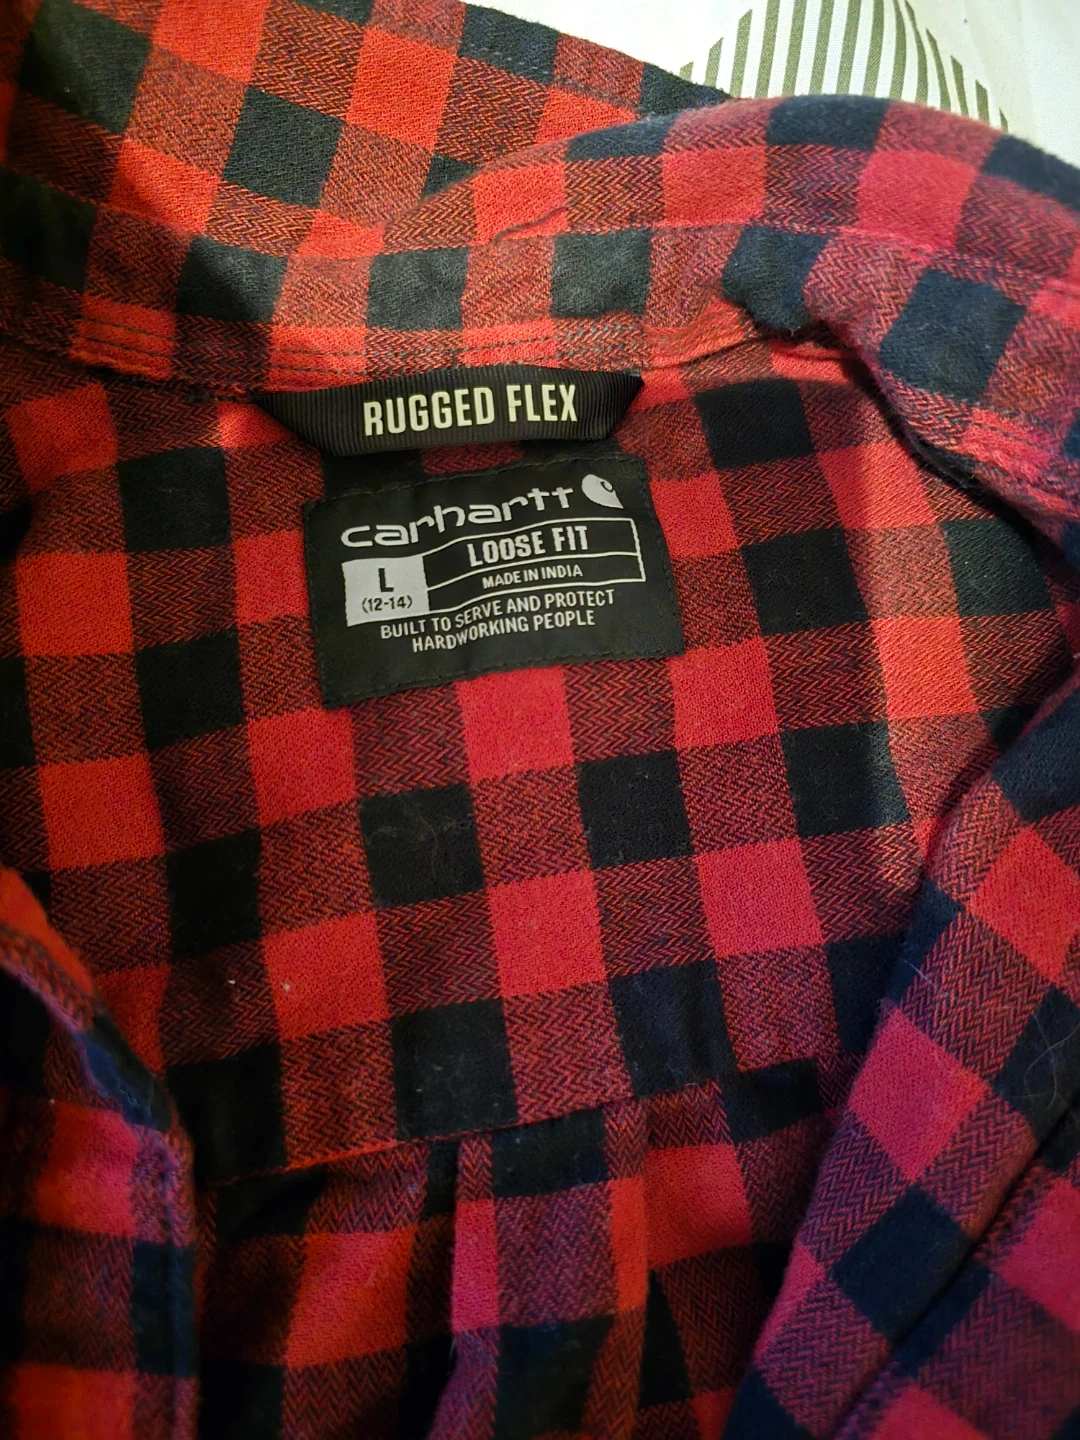 RUGGED FLEX
carhartt
LOOSE FIT
L
(12-14)
MADE IN INDIA
BUILT TO SERVE AND PROTECT
HARDWORKING PEOPLE